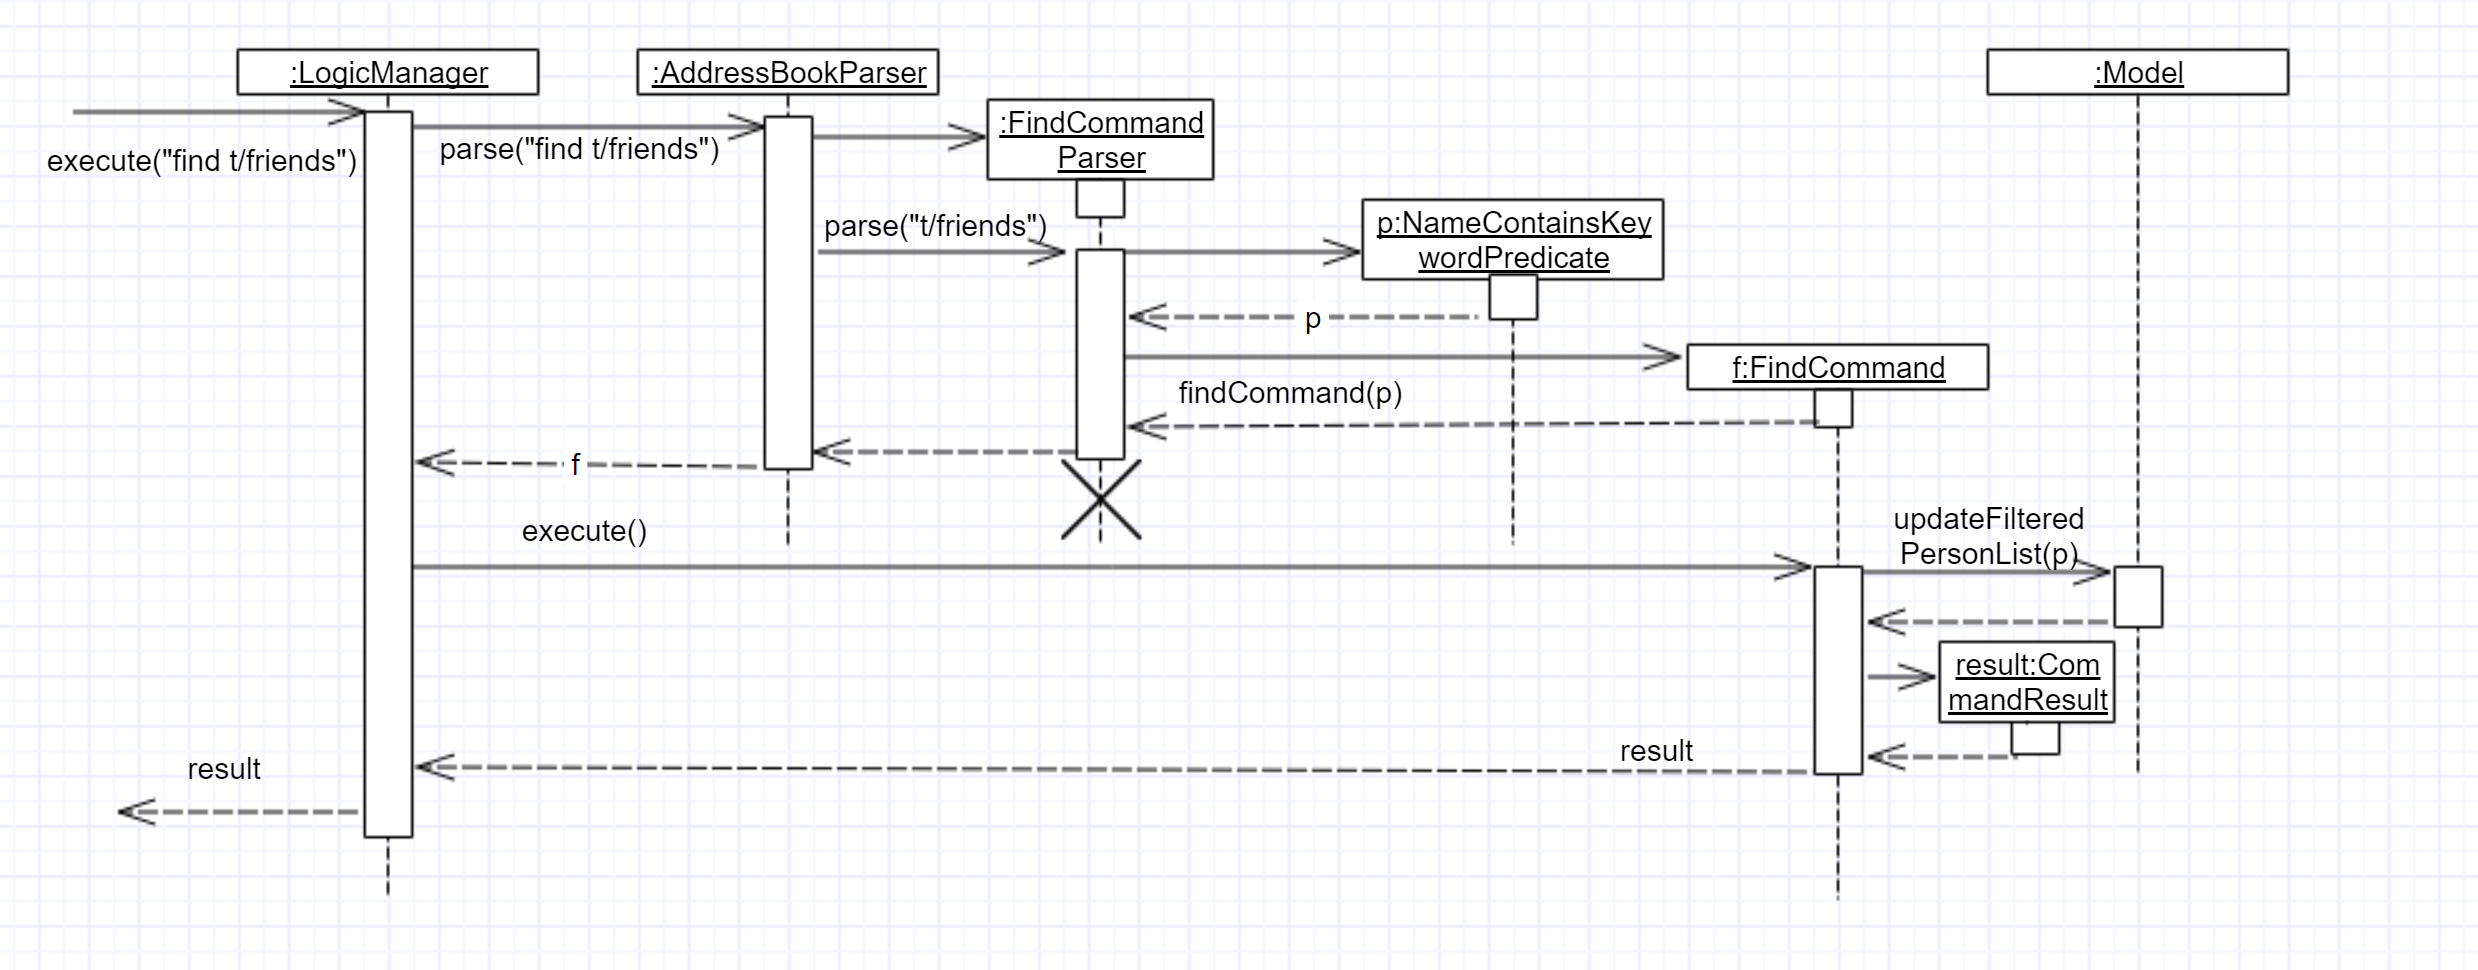 :LogicManager
:AddressBookParser
:Model
:FindCommand
Parser
execute("find t/friends")
parse("find t/friends")
parse("t/friends")
p:NameContainsKey
wordPredicate
p
f:FindCommand
findCommand(p)
f
execute()
updateFiltered
PersonList(p)
result:Com
mandResult
result
result